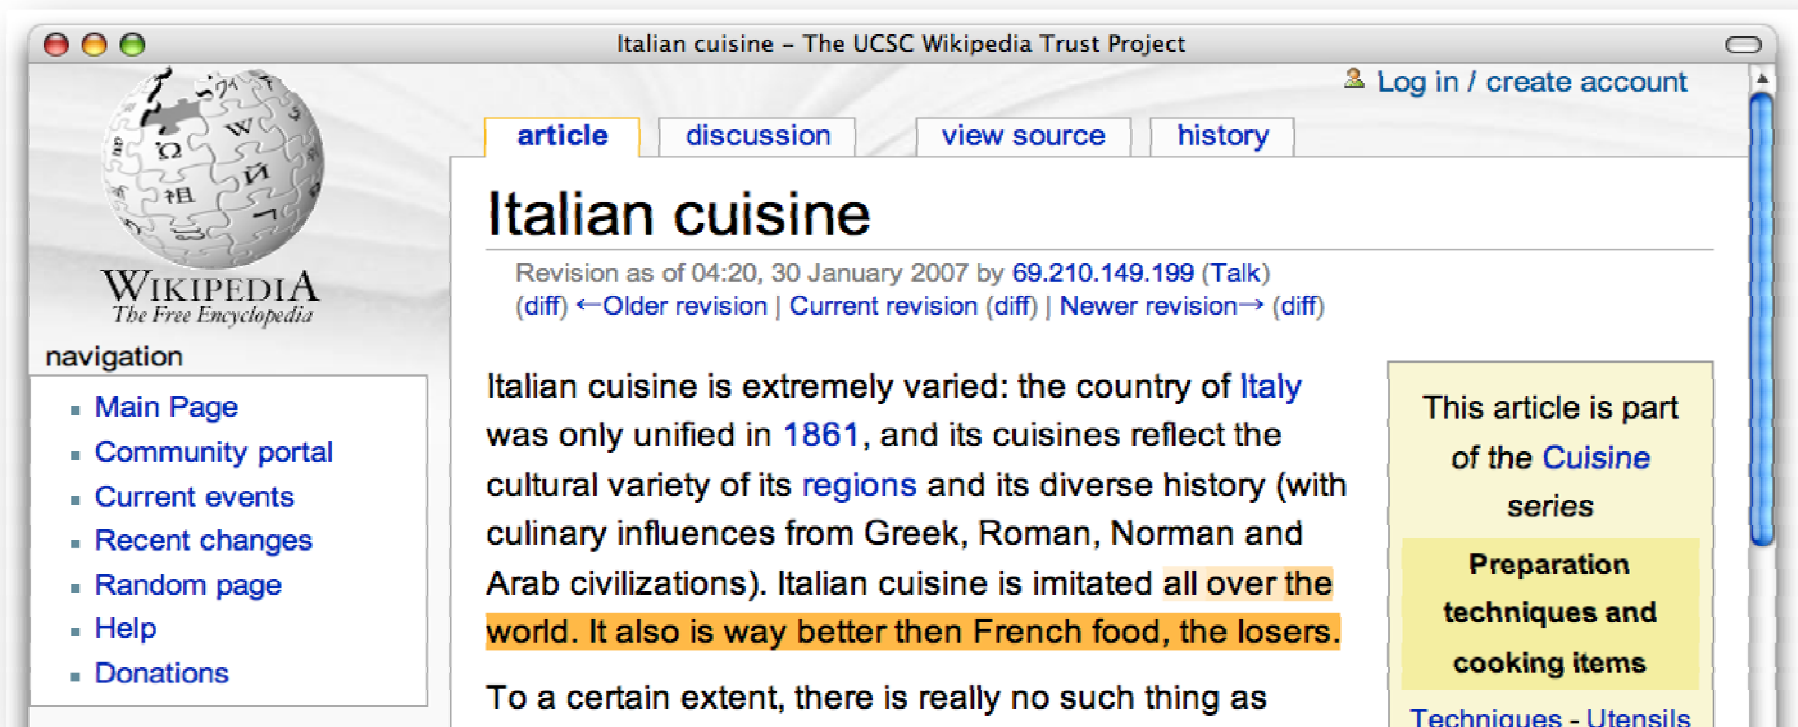 Italian cuisine – The UCSC Wikipedia Trust Project
Log in / create account
article discussion view source history
WIKIPEDIA
The Free Encyclopedia
navigation
Main Page
Community portal
Current events
Recent changes
Random page
Help
Donations
Italian cuisine
Revision as of 04:20, 30 January 2007 by 69.210.149.199 (Talk)
(diff) ←Older revision | Current revision (diff) | Newer revision→ (diff)
Italian cuisine is extremely varied: the country of Italy
was only unified in 1861, and its cuisines reflect the
cultural variety of its regions and its diverse history (with
culinary influences from Greek, Roman, Norman and
Arab civilizations). Italian cuisine is imitated all over the
world. It also is way better then French food, the losers.
To a certain extent, there is really no such thing as
This article is part
of the Cuisine
series
Preparation
techniques and
cooking items
Techniques - Utensils